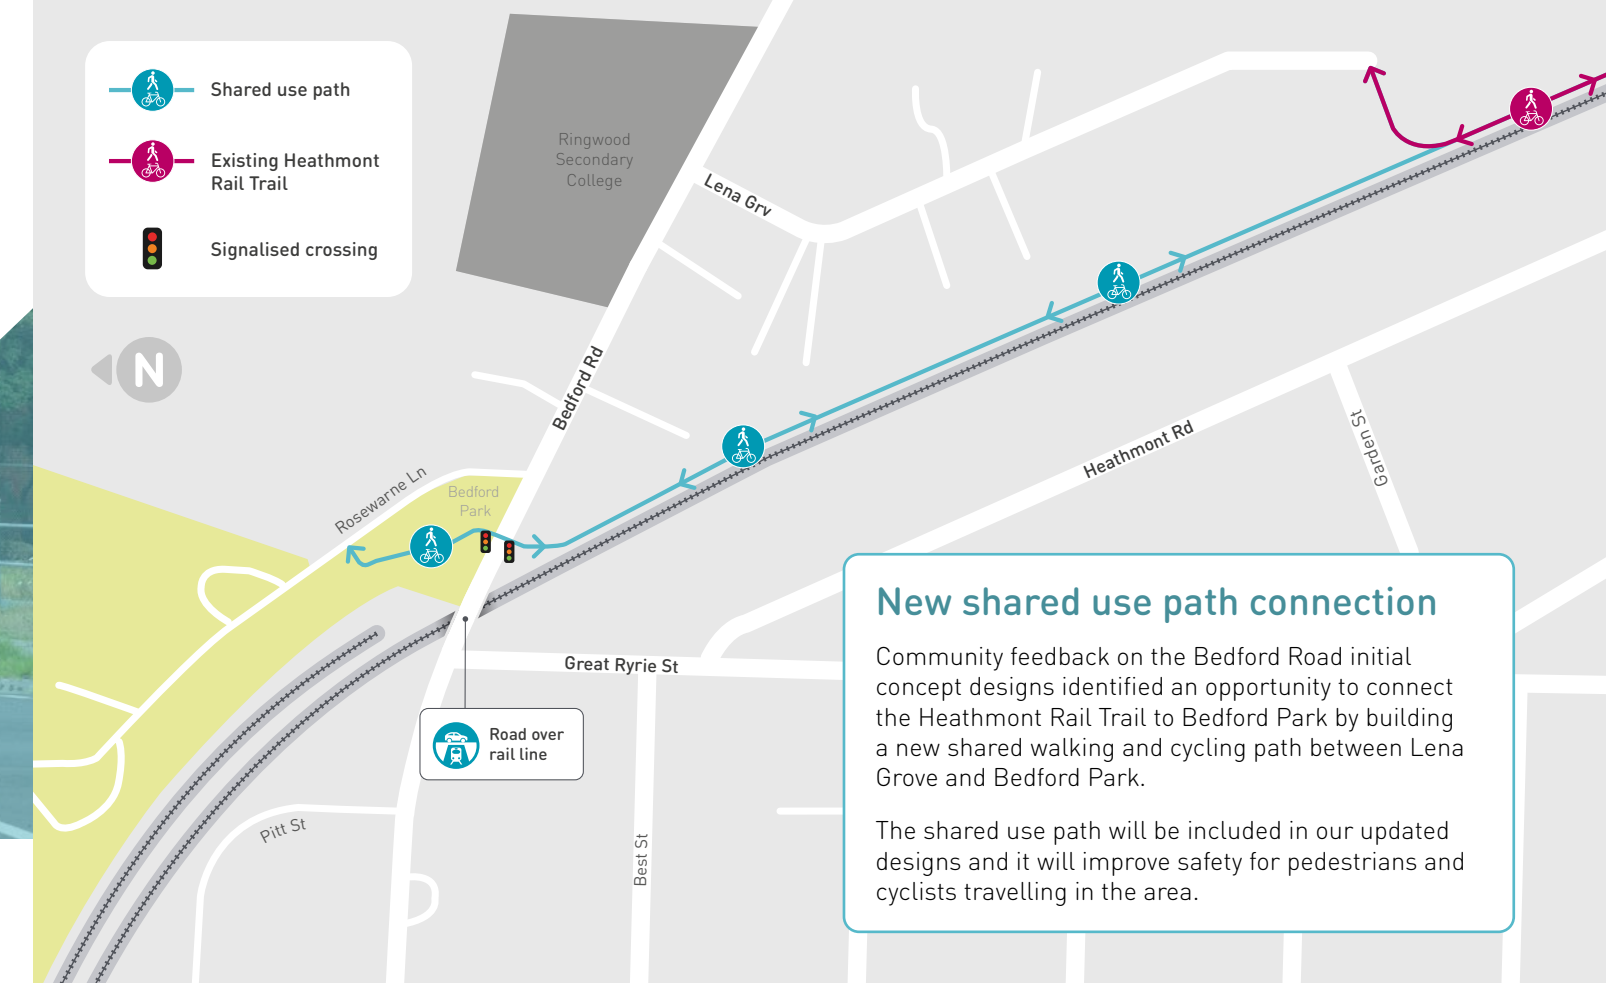 Shared use path
Existing Heathmont
Rail Trail
Signalised crossing
N
Ringwood
Secondary
College
Lena Grv
Bedford Rd
Rosewarne Ln
Bedford
Park
Heathmont Rd
Garden St
Great Ryrie St
Road over
rail line
Pitt St
Best St
New shared use path connection
Community feedback on the Bedford Road initial
concept designs identified an opportunity to connect
the Heathmont Rail Trail to Bedford Park by building
a new shared walking and cycling path between Lena
Grove and Bedford Park.
The shared use path will be included in our updated
designs and it will improve safety for pedestrians and
cyclists travelling in the area.